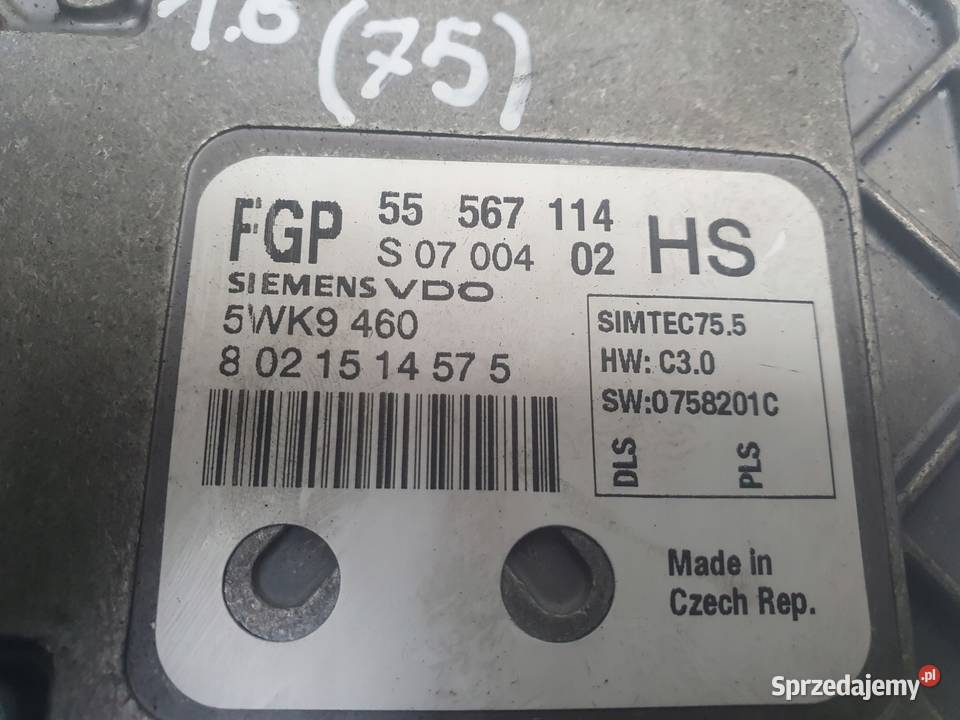 1.6 (75)
FGP 55 567 114 HS
S 07 004 02
SIEMENS VDO
5WK9 460
8 02 15 14 57 5
SIMTEC75.5
HW: C3.0
SW:0758201C
DLS PLS
Made in
Czech Rep.
Sprzedajemy.pl